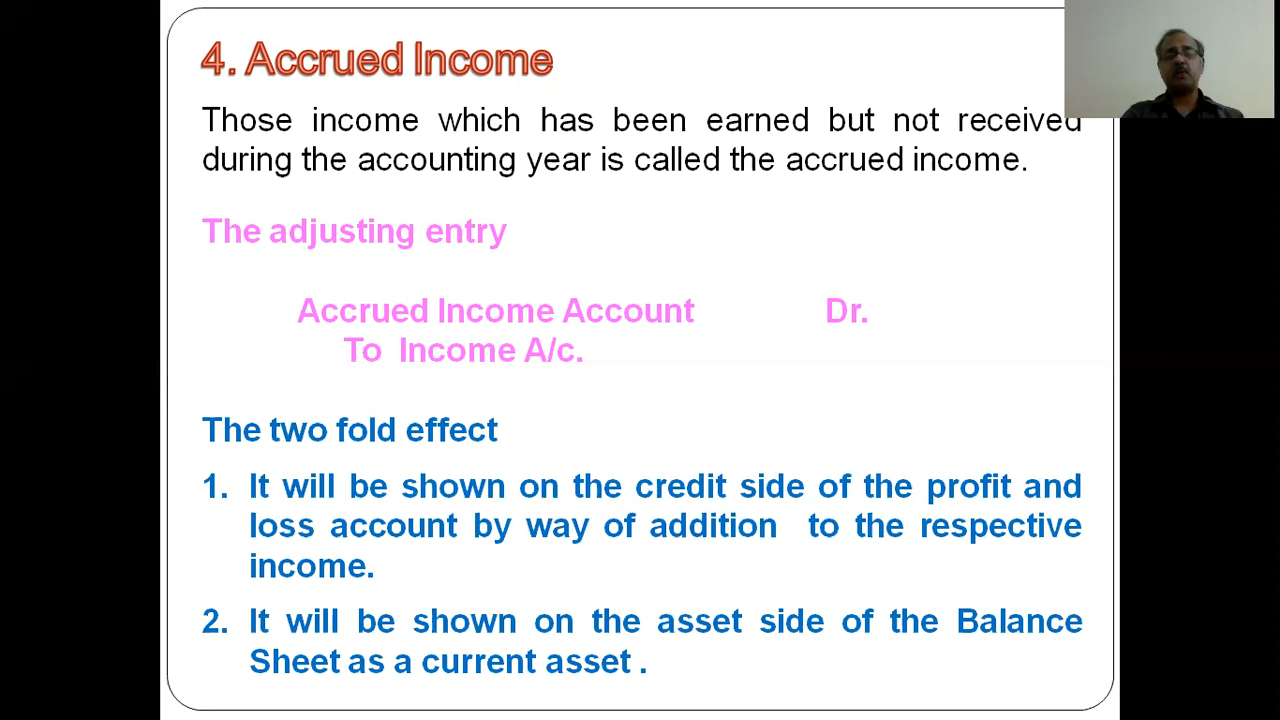 4. Accrued Income
Those income which has been earned but not received
during the accounting year is called the accrued income.
The adjusting entry
Accrued Income Account Dr.
To Income A/c.
The two fold effect
1. It will be shown on the credit side of the profit and
loss account by way of addition to the respective
income.
2. It will be shown on the asset side of the Balance
Sheet as a current asset .